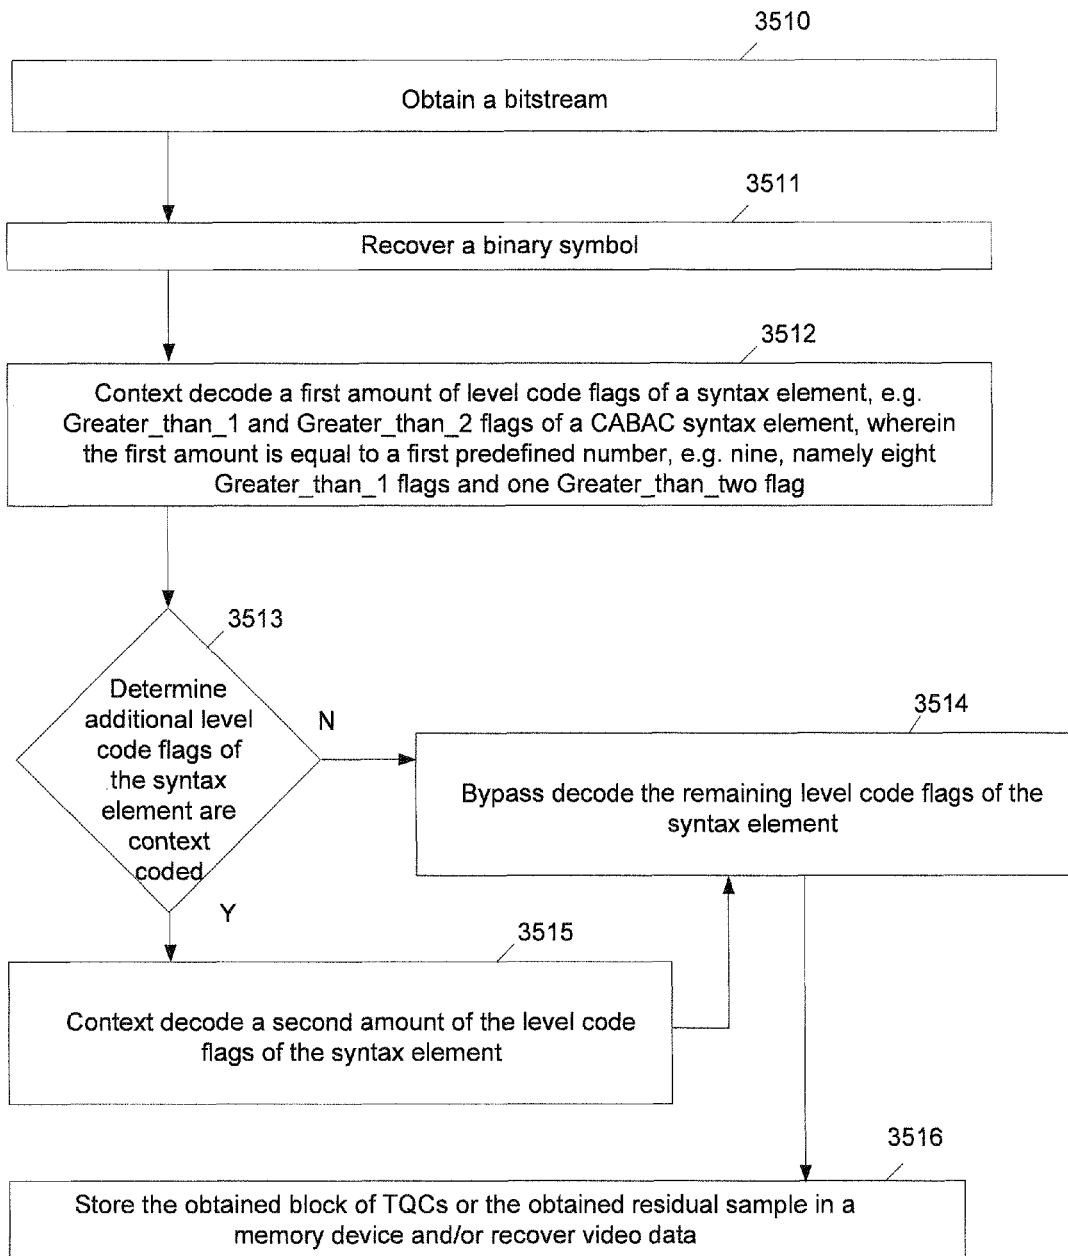 3510
Obtain a bitstream
3511
Recover a binary symbol
3512
Context decode a first amount of level code flags of a syntax element, e.g.
Greater_than_1 and Greater_than_2 flags of a CABAC syntax element, wherein
the first amount is equal to a first predefined number, e.g. nine, namely eight
Greater_than_1 flags and one Greater_than_two flag
3513
Determine
additional level
code flags of
the syntax
element are
context
coded
N
3514
Bypass decode the remaining level code flags of the
syntax element
Y
3515
Context decode a second amount of the level code
flags of the syntax element
3516
Store the obtained block of TQCs or the obtained residual sample in a
memory device and/or recover video data